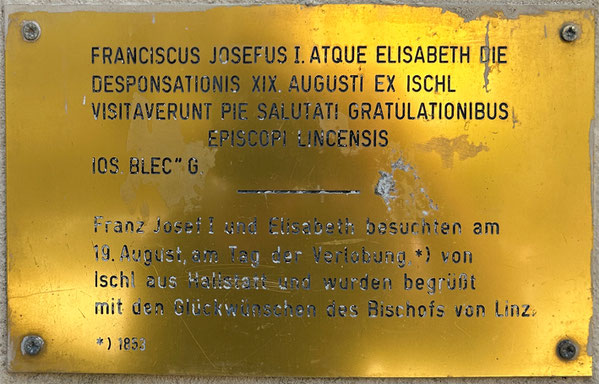 FRANCISCUS JOSEFUS I. ATQUE ELISABETH DIE
DESPONSATIONIS XIX. AUGUSTI EX ISCHL
VISITAVERUNT PIE SALUTATI GRATULATIONIBUS
EPISCOPI LINCENSIS
IOS. BLEC" G.
Franz Josef I und Elisabeth besuchten am
19. August, am Tag der Verlobung,*) von
Ischl aus Hallstatt und wurden begrüßt
mit den Glückwünschen des Bischofs von Linz.
*) 1853